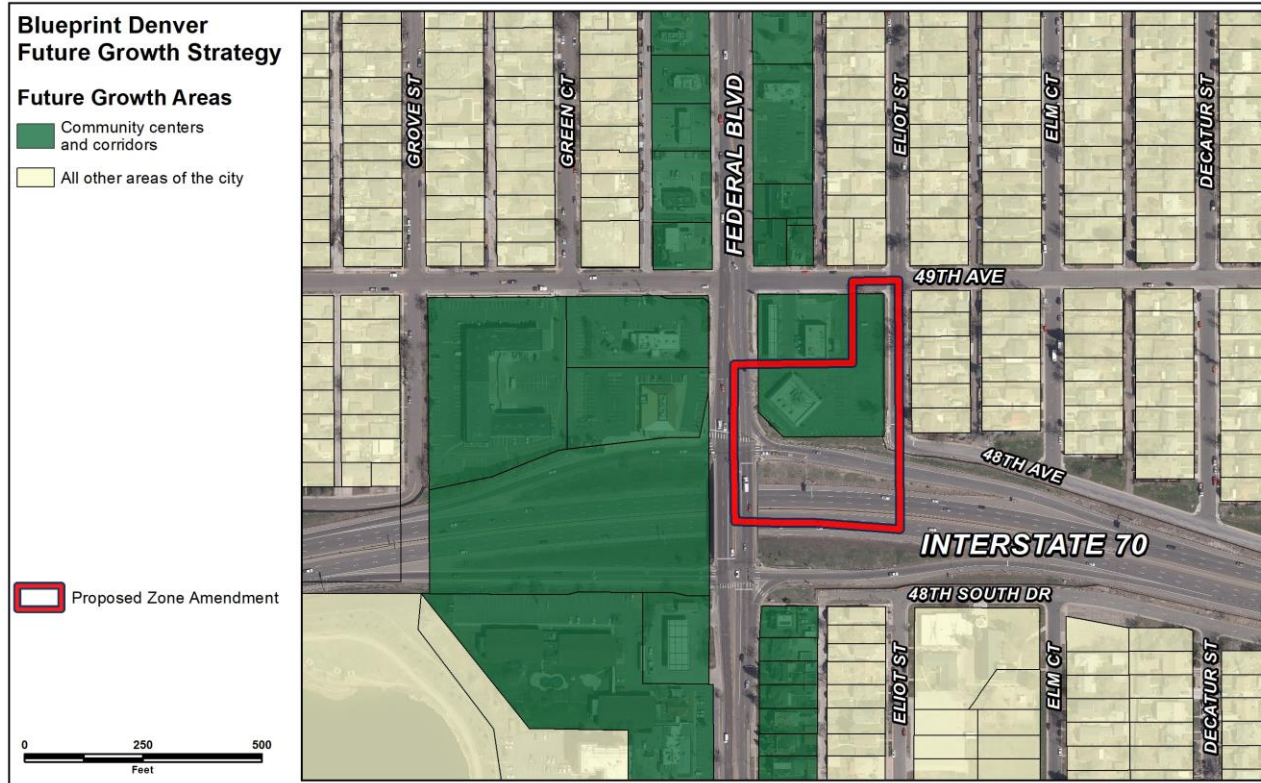 Blueprint Denver
Future Growth Strategy
Future Growth Areas
Community centers
and corridors
All other areas of the city
Proposed Zone Amendment
0 250 500
Feet
GROVE ST
GREEN CT
FEDERAL BLVD
ELIOT ST
ELM CT
DECATUR ST
49TH AVE
48TH AVE
INTERSTATE 70
48TH SOUTH DR
ELIOT ST
ELM CT
DECATUR ST